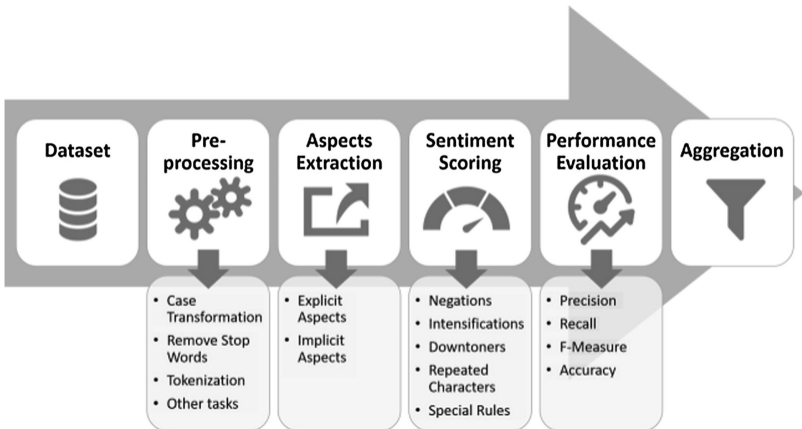 Dataset
Pre-
processing
Aspects
Extraction
Sentiment
Scoring
Performance
Evaluation
Aggregation
• Case
Transformation
• Remove Stop
Words
• Tokenization
• Other tasks
• Explicit
Aspects
• Implicit
Aspects
• Negations
• Intensifications
• Downtoners
• Repeated
Characters
• Special Rules
• Precision
• Recall
• F-Measure
• Accuracy